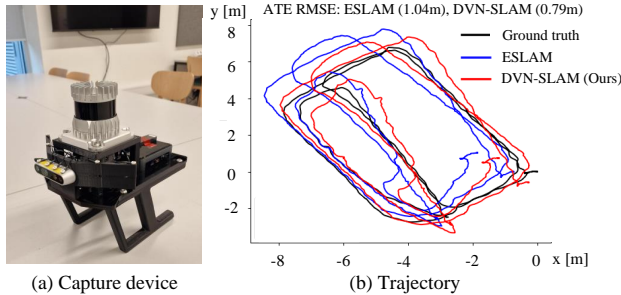 y [m] ATE RMSE: ESLAM (1.04m), DVN-SLAM (0.79m)
8
Ground truth
ESLAM
6
DVN-SLAM (Ours)
4
2
0
-2
-8 -6 -4 -2 0 x [m]
(a) Capture device
(b) Trajectory